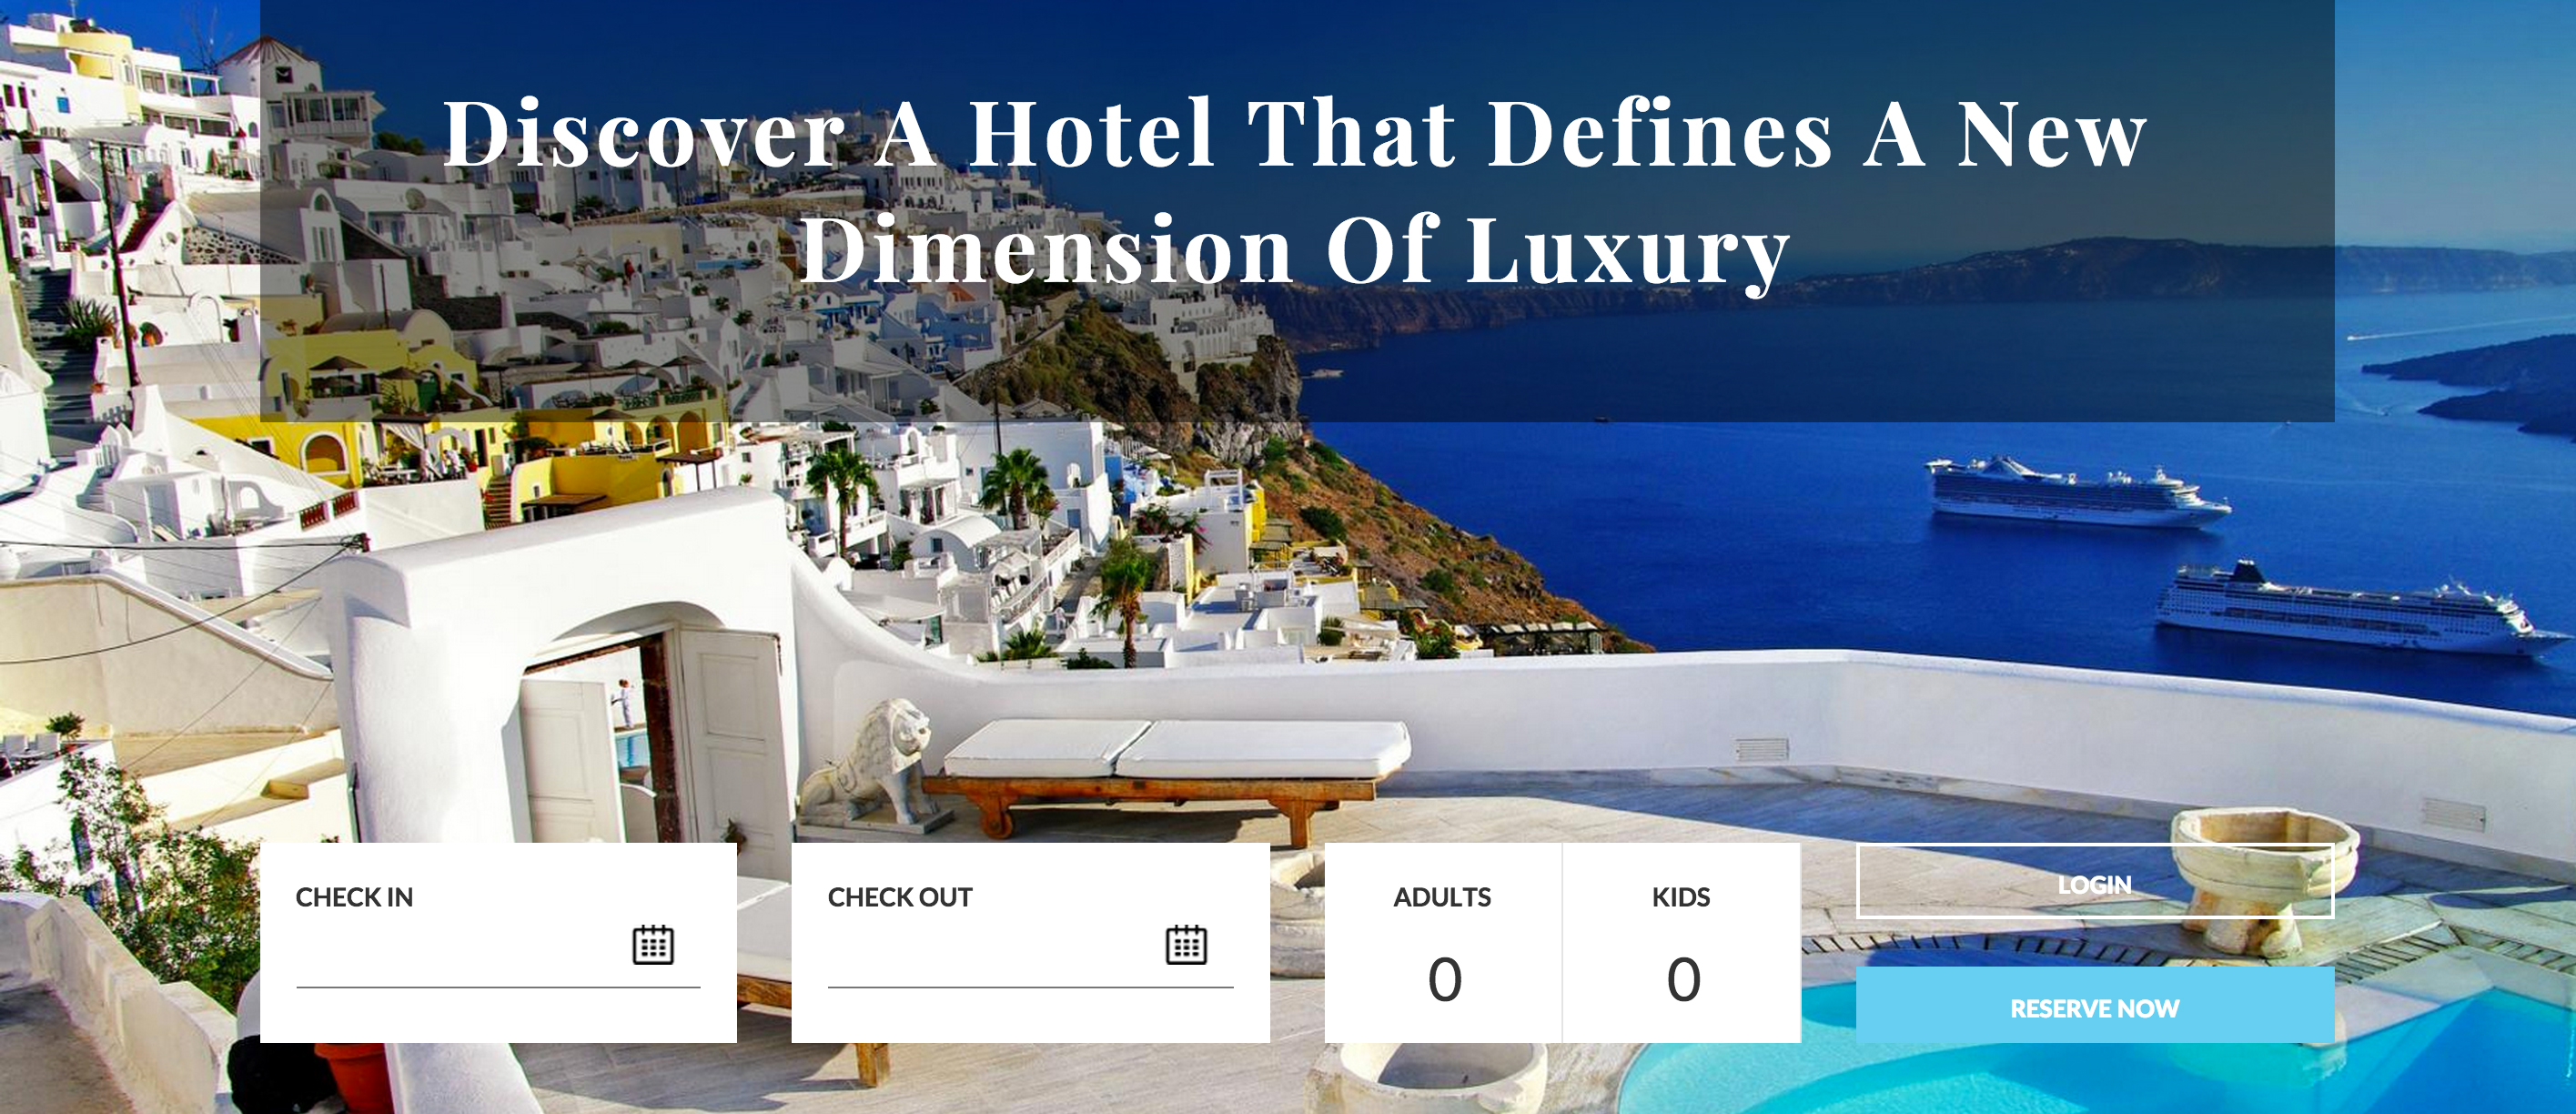 Discover A Hotel That Defines A New
Dimension Of Luxury
CHECK IN
CHECK OUT
ADULTS
KIDS
0
0
LOGIN
RESERVE NOW